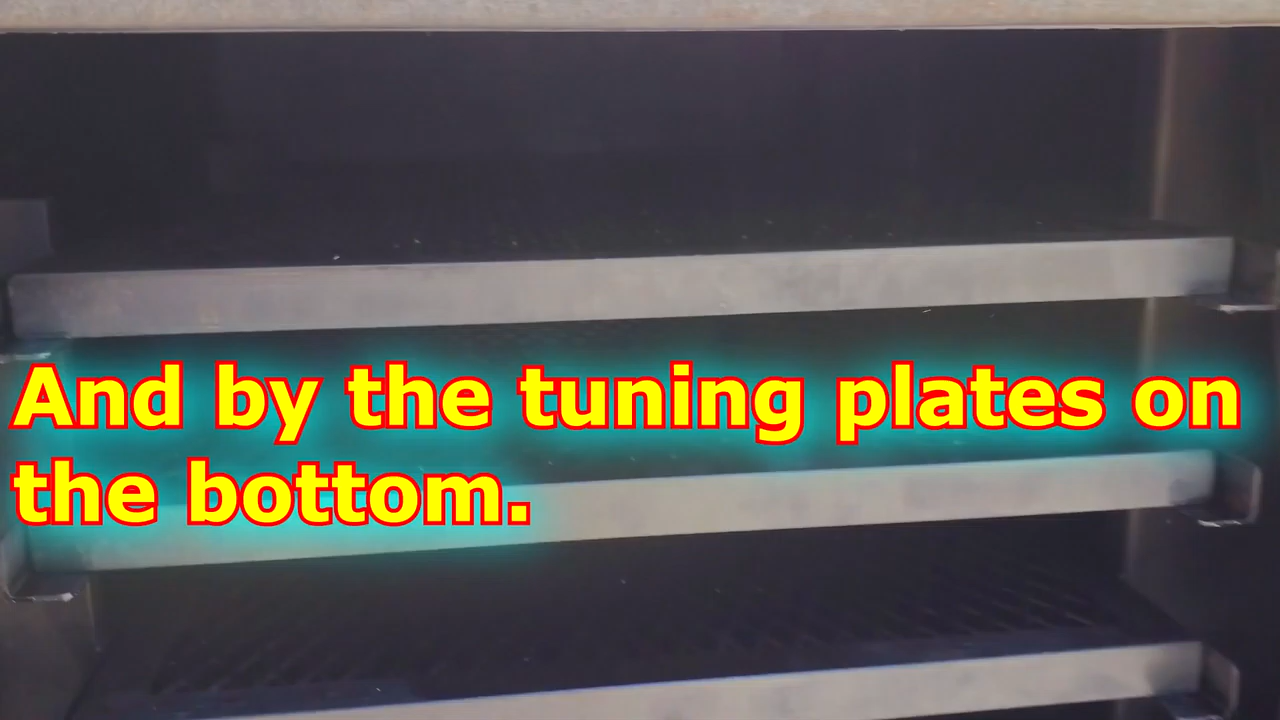 And by the tuning plates on
the bottom.